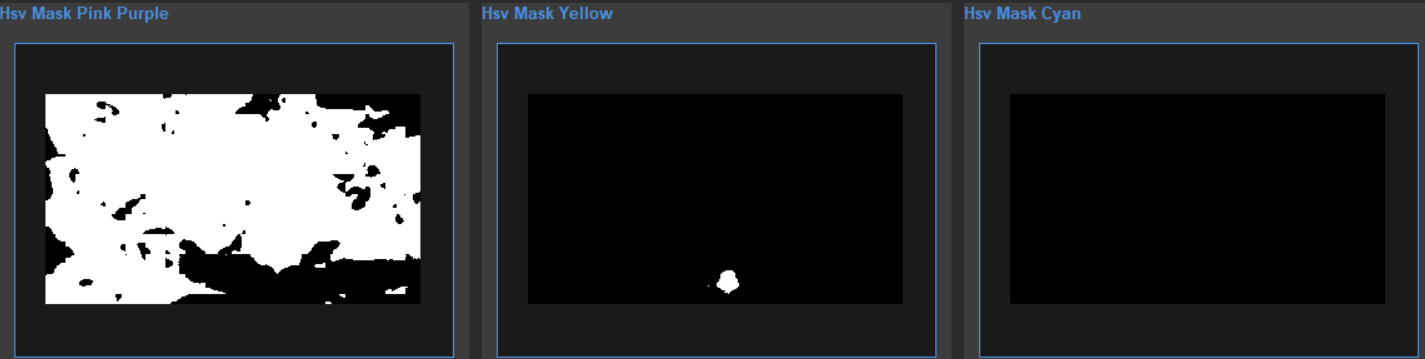 Hsv Mask Pink Purple
Hsv Mask Yellow
Hsv Mask Cyan